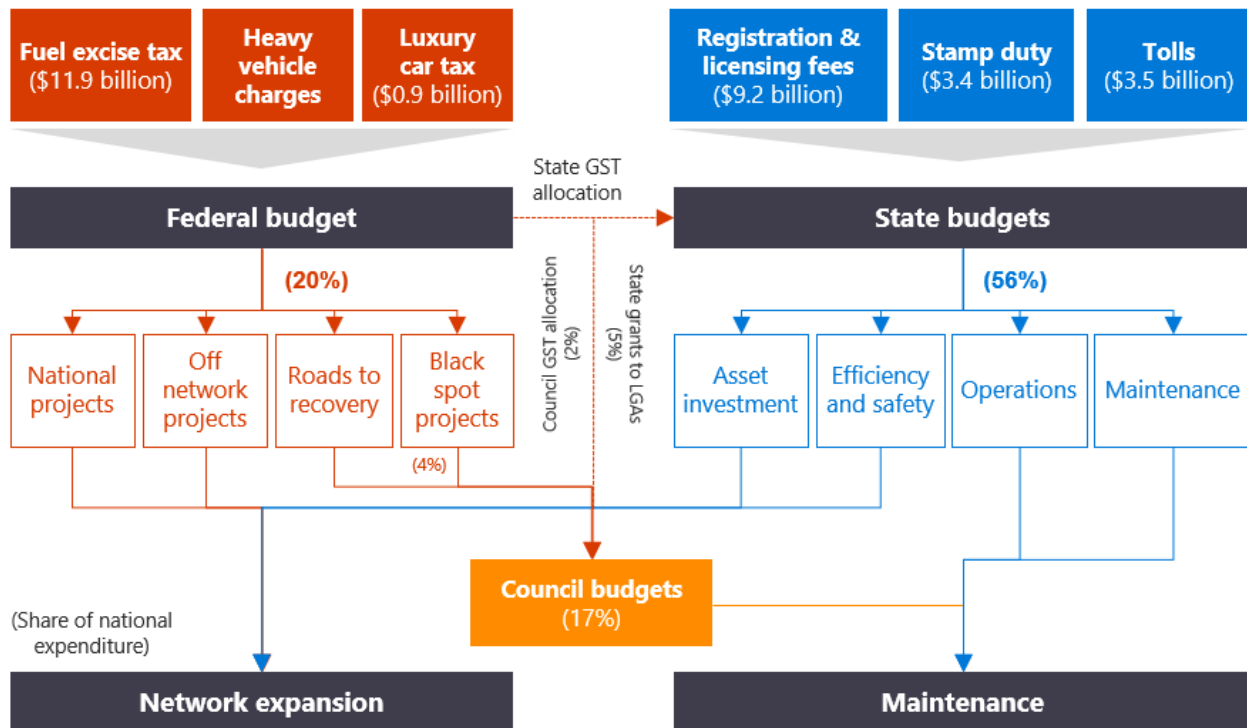 Fuel excise tax
($11.9 billion)
Heavy
vehicle
charges
Luxury
car tax
($0.9 billion)
Registration &
licensing fees
($9.2 billion)
Stamp duty
($3.4 billion)
Tolls
($3.5 billion)
State GST
allocation
Federal budget
State budgets
(20%)
Council GST allocation
(2%)
State grants to LGAs
(5%)
(56%)
National
projects
Off
network
projects
Roads to
recovery
Black
spot
projects
Asset
investment
Efficiency
and safety
Operations
Maintenance
(4%)
Council budgets
(17%)
(Share of national
expenditure)
Network expansion
Maintenance